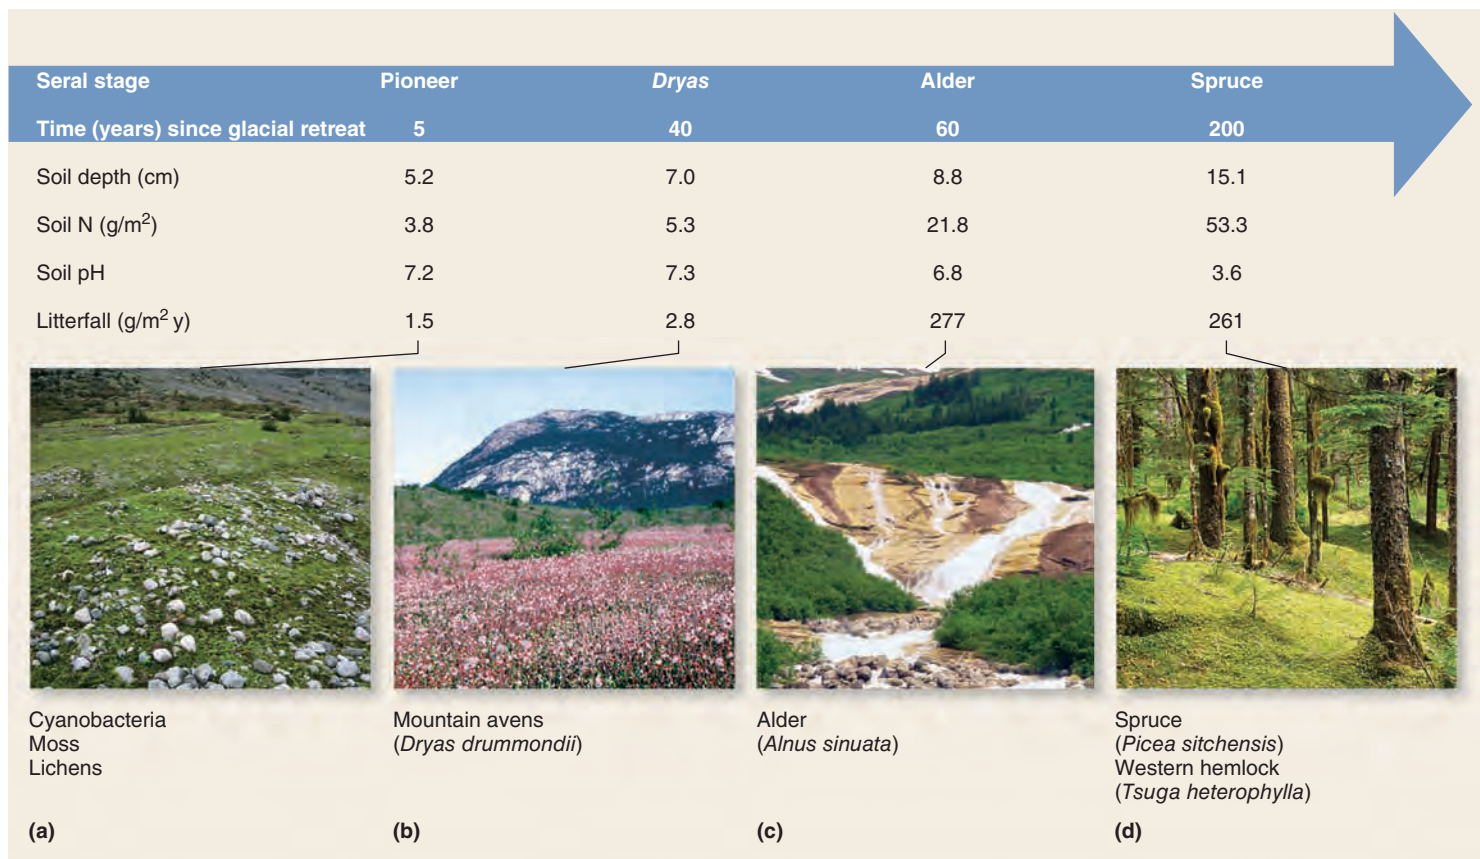 Seral stage Pioneer Dryas Alder Spruce
Time (years) since glacial retreat 5 40 60 200
Soil depth (cm) 5.2 7.0 8.8 15.1
Soil N (g/m²) 3.8 5.3 21.8 53.3
Soil pH 7.2 7.3 6.8 3.6
Litterfall (g/m² y) 1.5 2.8 277 261
Cyanobacteria
Moss
Lichens
(a)
Mountain avens
(Dryas drummondii)
(b)
Alder
(Alnus sinuata)
(c)
Spruce
(Picea sitchensis)
Western hemlock
(Tsuga heterophylla)
(d)